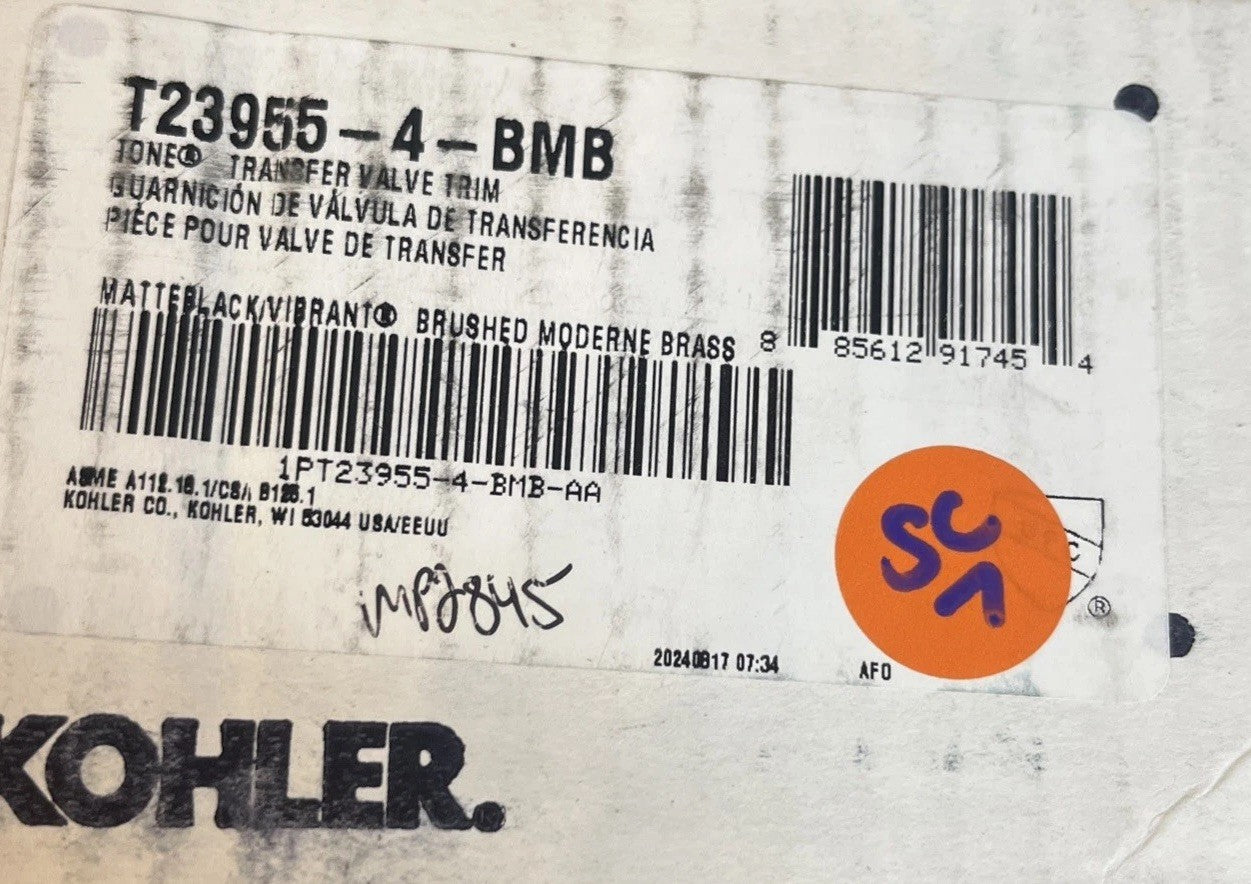 T23955-4-BMB
TONE® TRANSFER VALVE TRIM
GUARNICIÓN DE VÁLVULA DE TRANSFERENCIA
PIÈCE POUR VALVE DE TRANSFER
MATTEBLACK/VIBRANT® BRUSHED MODERNE BRASS
8 85612 91745 4
1PT23955-4-BMB-AA
ASME A112.18.1/CSA B125.1
KOHLER CO., KOHLER, WI 53044 USA/EEUU
SC
1
C
®
20240817 07:34
AFO
KOHLER.